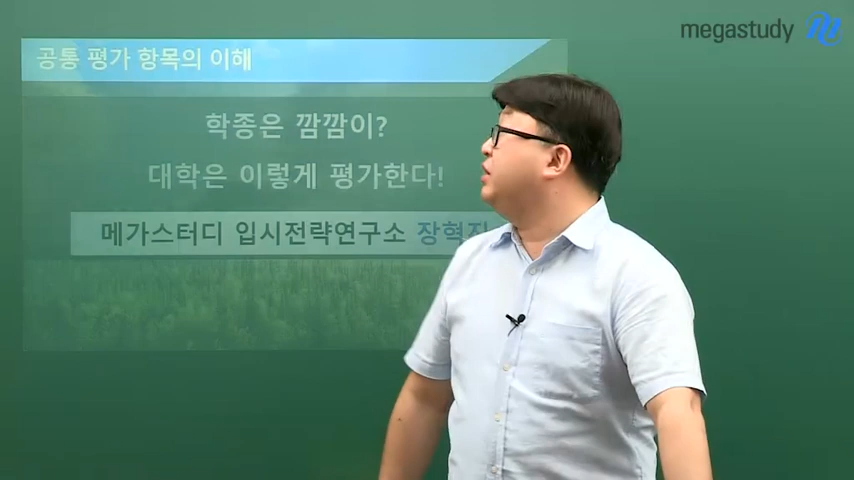 megastudy
공통 평가 항목의 이해
학종은 깜깜이?
대학은 이렇게 평가한다!
메가스터디 입시전략연구소